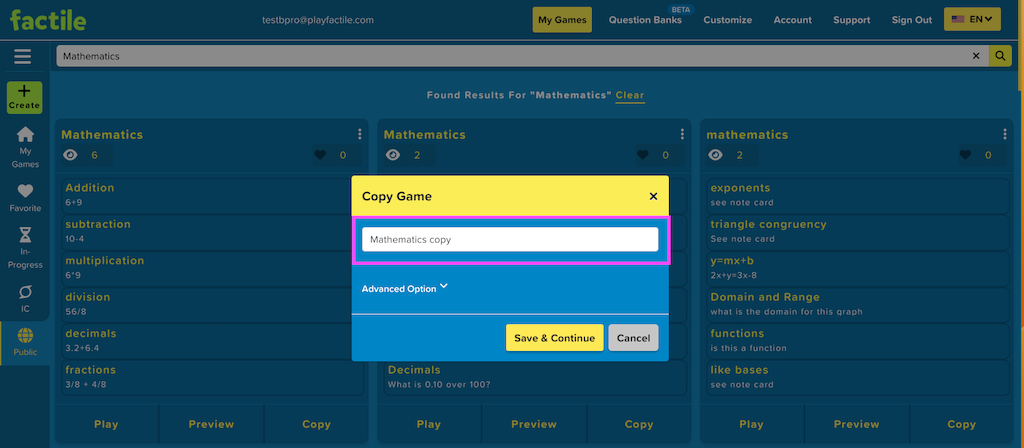 factile
testbpro@playfactile.com
My Games
Question Banks
BETA
Customize
Account
Support
Sign Out
EN
Mathematics
Create
My
Games
Favorite
In-
Progress
IC
Public
Found Results For "Mathematics" Clear
Mathematics
6
0
Addition
6+9
subtraction
10-4
multiplication
6*9
division
56/8
decimals
3.2+6.4
fractions
3/8 + 4/8
Play Preview Copy
Mathematics
2
0
Copy Game
Mathematics copy
Advanced Option
Save & Continue
Cancel
Decimals
What is 0.10 over 100?
Play Preview Copy
mathematics
2
0
exponents
see note card
triangle congruency
See note card
y=mx+b
2x+y=3x-8
Domain and Range
what is the domain for this graph
functions
is this a function
like bases
see note card
Play Preview Copy